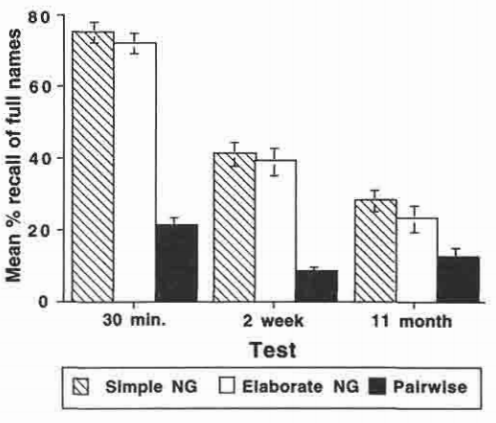 Mean % recall of full names
80
60
40
20
0
30 min.
2 week
11 month
Test
Simple NG
Elaborate NG
Pairwise